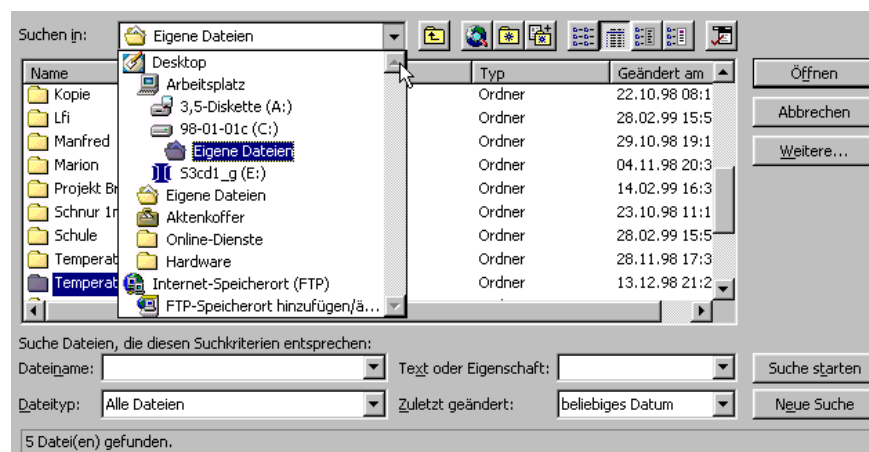 Suchen in: Eigene Dateien
Name Typ Geändert am
Desktop
Arbeitsplatz
3,5-Diskette (A:)
98-01-01c (C:)
Eigene Dateien
S3cd1_g (E:)
Eigene Dateien
Aktenkoffer
Online-Dienste
Hardware
Internet-Speicherort (FTP)
FTP-Speicherort hinzufügen/ä...
Kopie Ordner 22.10.98 08:1
Lfi Ordner 28.02.99 15:5
Manfred Ordner 29.10.98 19:1
Marion Ordner 04.11.98 20:3
Projekt Br Ordner 14.02.99 16:3
Schnur 1r Ordner 23.10.98 11:1
Schule Ordner 28.02.99 15:5
Temperat Ordner 28.11.98 17:3
Temperat Ordner 13.12.98 21:2
Öffnen
Abbrechen
Weitere...
Suche Dateien, die diesen Suchkriterien entsprechen:
Dateiname: Text oder Eigenschaft: Suche starten
Dateityp: Alle Dateien Zuletzt geändert: beliebiges Datum Neue Suche
5 Datei(en) gefunden.